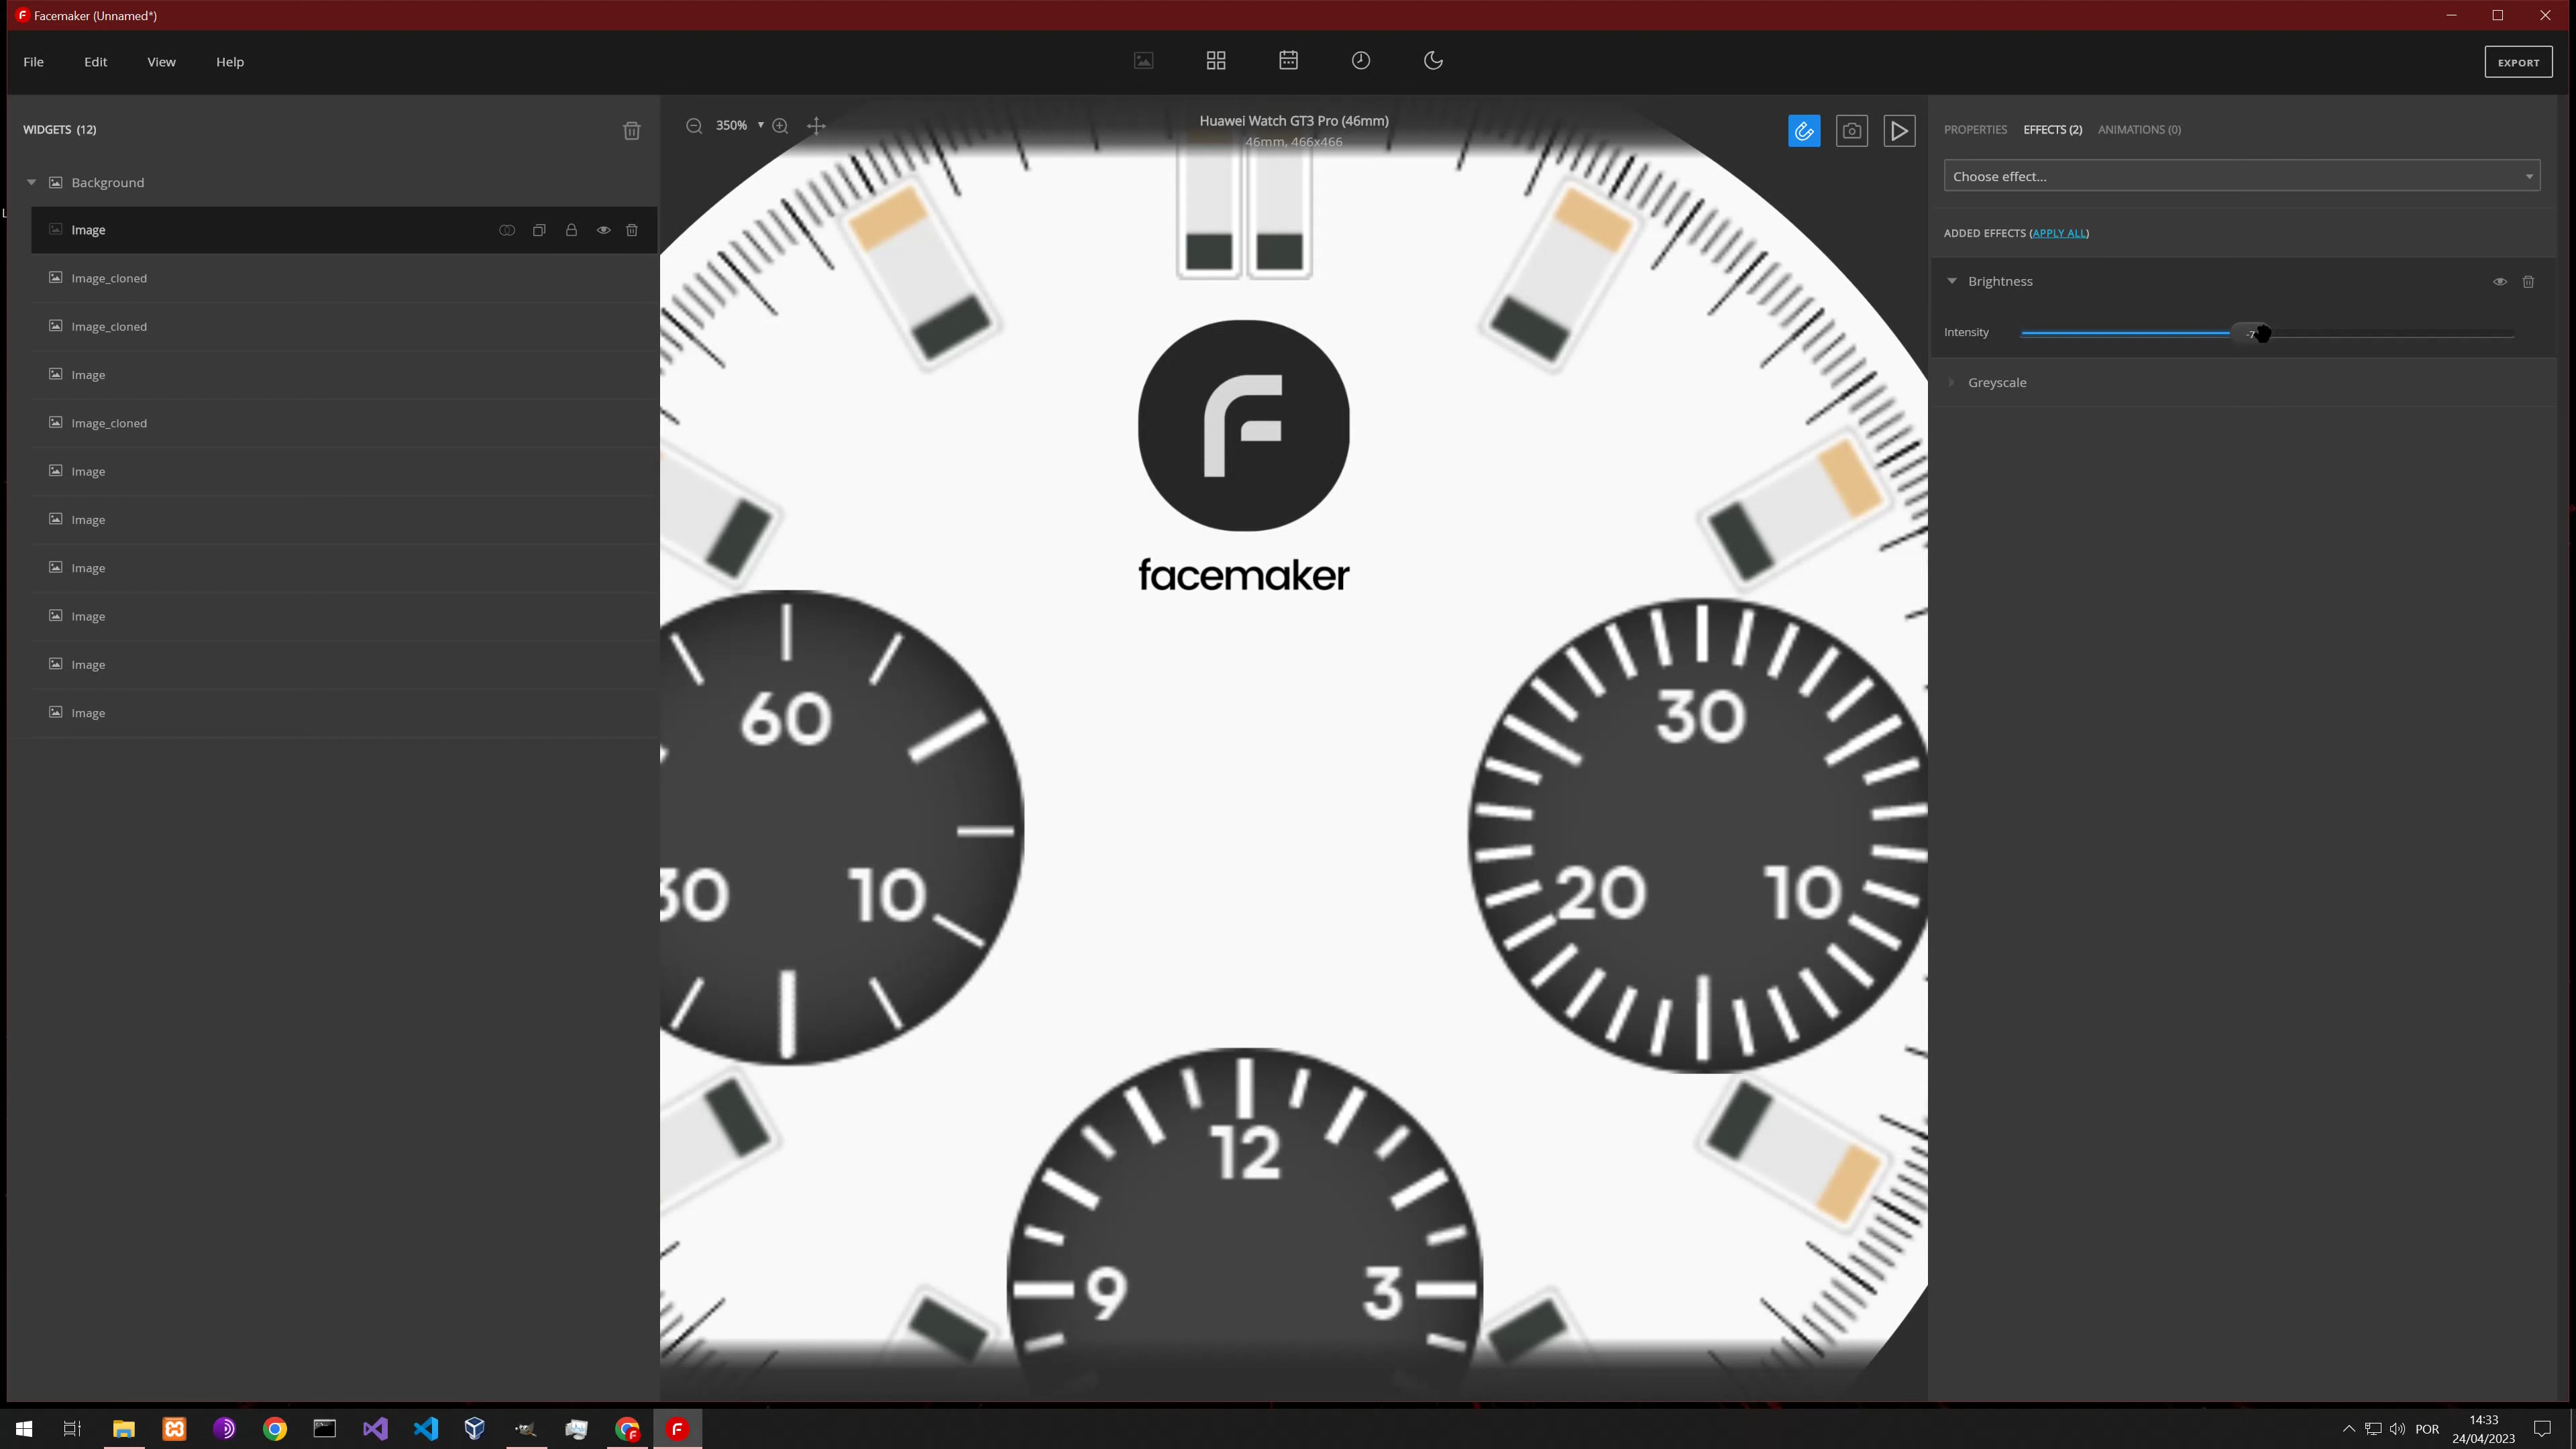 Facemaker (Unnamed*)
File Edit View Help
EXPORT
WIDGETS (12)
Background
Image
Image_cloned
Image_cloned
Image
Image_cloned
Image
Image
Image
Image
Image
Image
350%
Huawei Watch GT3 Pro (46mm)
46mm, 466x466
facemaker
60
10
30
20
10
12
9
3
PROPERTIES EFFECTS (2) ANIMATIONS (0)
Choose effect...
ADDED EFFECTS (APPLY ALL)
Brightness
Intensity
Greyscale
POR
14:33
24/04/2023